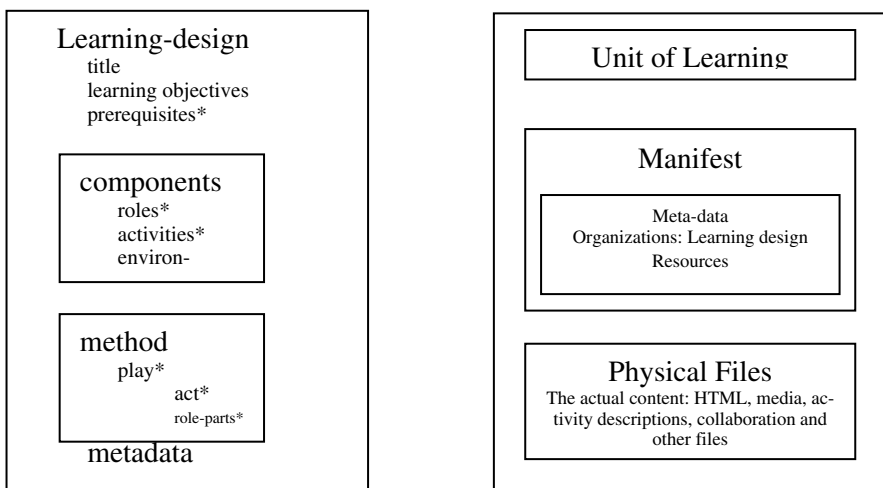 Learning-design
title
learning objectives
prerequisites*
components
roles*
activities*
environ-
method
play*
act*
role-parts*
metadata
Unit of Learning
Manifest
Meta-data
Organizations: Learning design
Resources
Physical Files
The actual content: HTML, media, ac-
tivity descriptions, collaboration and
other files